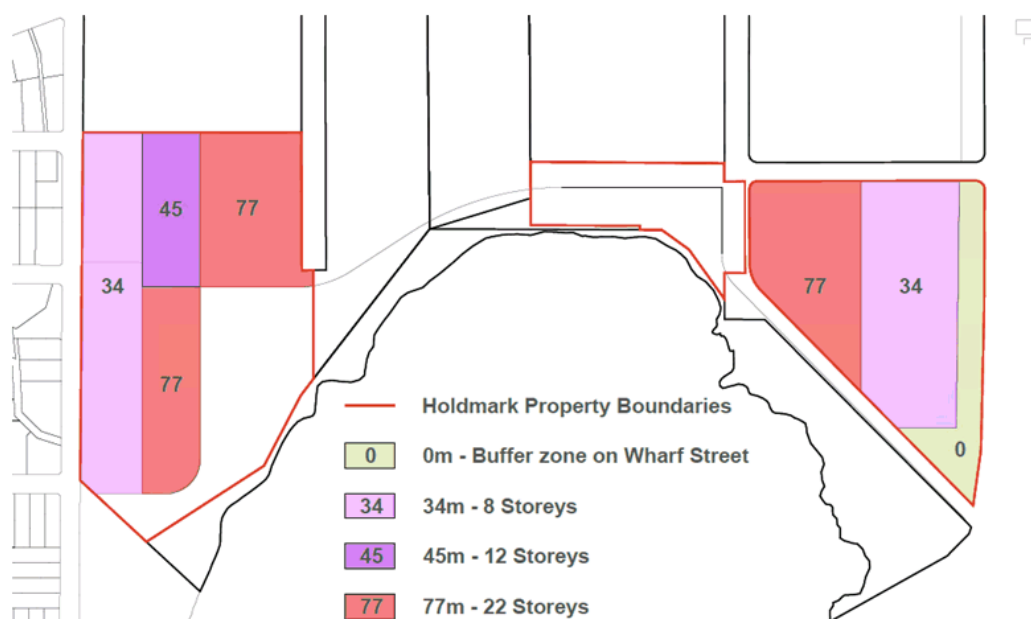 45
77
34
77
77
34
0
Holdmark Property Boundaries
0 0m - Buffer zone on Wharf Street
34 34m - 8 Storeys
45 45m - 12 Storeys
77 77m - 22 Storeys